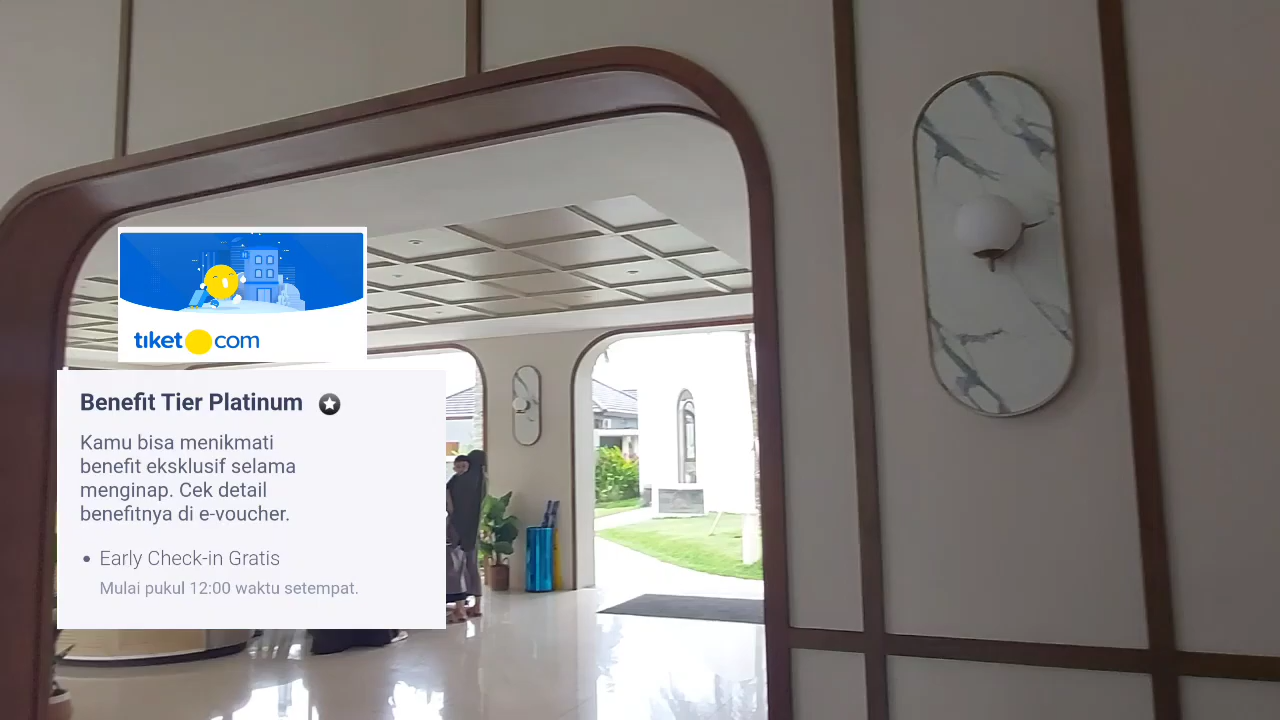 tiket com
Benefit Tier Platinum
Kamu bisa menikmati
benefit eksklusif selama
menginap. Cek detail
benefitnya di e-voucher.
• Early Check-in Gratis
Mulai pukul 12:00 waktu setempat.